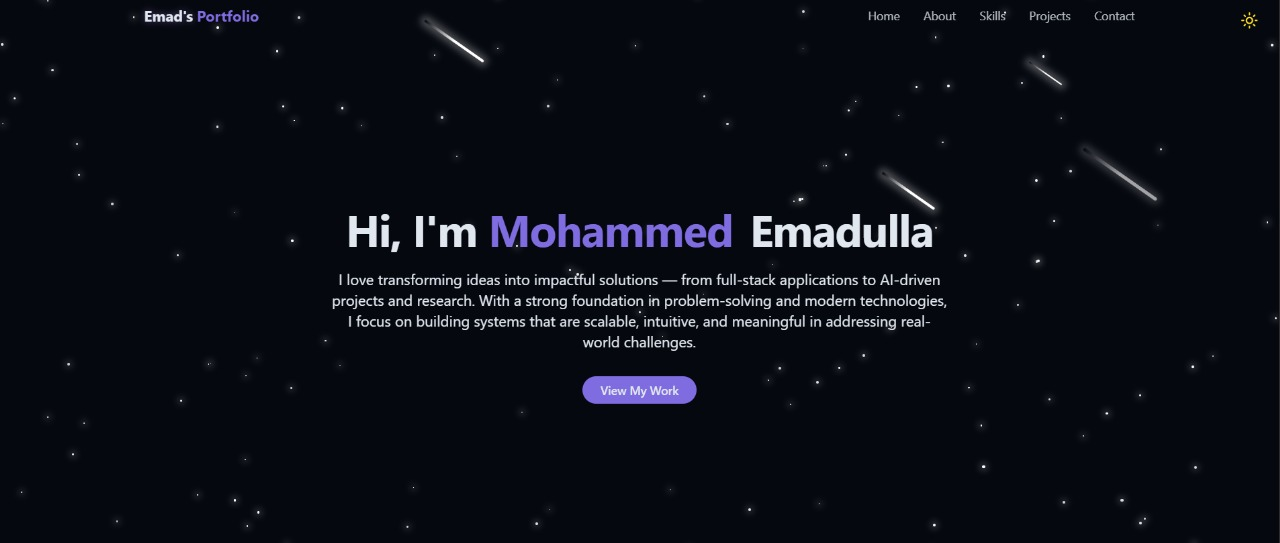 Emad's Portfolio
Home About Skills Projects Contact
Hi, I'm Mohammed Emadulla
I love transforming ideas into impactful solutions — from full-stack applications to AI-driven
projects and research. With a strong foundation in problem-solving and modern technologies,
I focus on building systems that are scalable, intuitive, and meaningful in addressing real-
world challenges.
View My Work